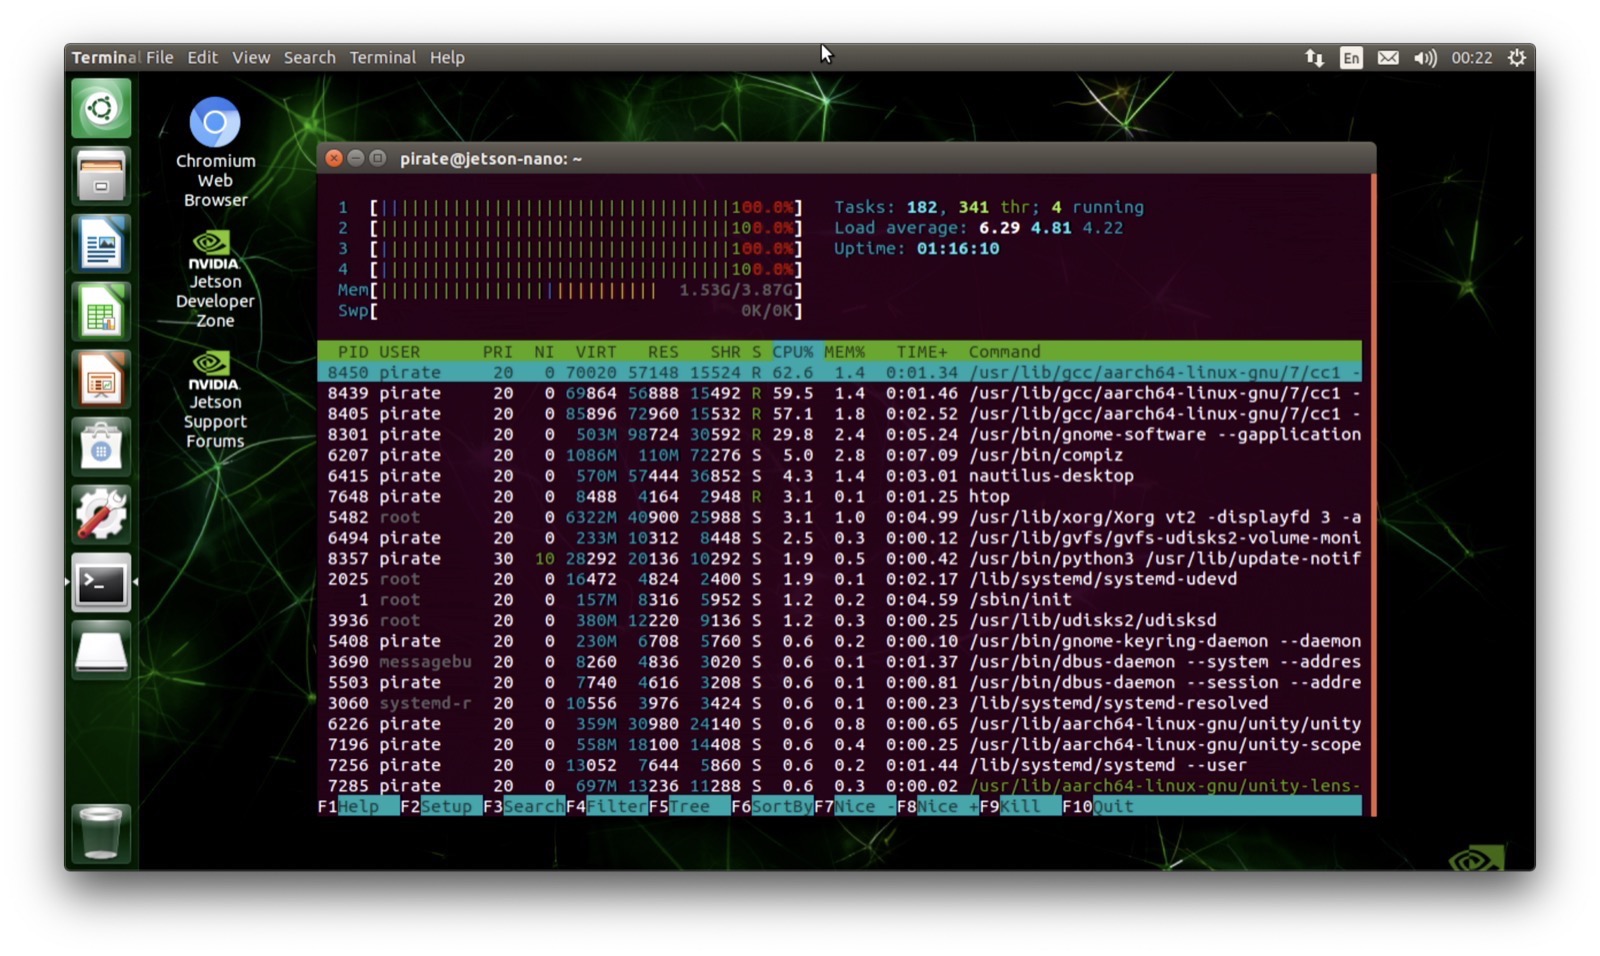 Terminal File Edit View Search Terminal Help
En 00:22
Chromium
Web
Browser
NVIDIA.
Jetson
Developer
Zone
NVIDIA.
Jetson
Support
Forums
pirate@jetson-nano: ~
1 [||||||||||||||||||||||||||||||||||100.0%] Tasks: 182, 341 thr; 4 running
2 [||||||||||||||||||||||||||||||||||100.0%] Load average: 6.29 4.81 4.22
3 [||||||||||||||||||||||||||||||||||100.0%] Uptime: 01:16:10
4 [||||||||||||||||||||||||||||||||||100.0%]
Mem[||||||||||||||||||||||||||| 1.53G/3.87G]
Swp[ 0K/0K]
PID USER PRI NI VIRT RES SHR S CPU% MEM% TIME+ Command
8450 pirate 20 0 70020 57148 15524 R 62.6 1.4 0:01.34 /usr/lib/gcc/aarch64-linux-gnu/7/cc1 -
8439 pirate 20 0 69864 56888 15492 R 59.5 1.4 0:01.46 /usr/lib/gcc/aarch64-linux-gnu/7/cc1 -
8405 pirate 20 0 85896 72960 15532 R 57.1 1.8 0:02.52 /usr/lib/gcc/aarch64-linux-gnu/7/cc1 -
8301 pirate 20 0 503M 98724 30592 R 29.8 2.4 0:05.24 /usr/bin/gnome-software --gapplication
6207 pirate 20 0 1086M 110M 72276 S 5.0 2.8 0:07.09 /usr/bin/compiz
6415 pirate 20 0 570M 57444 36852 S 4.3 1.4 0:03.01 nautilus-desktop
7648 pirate 20 0 8488 4164 2948 R 3.1 0.1 0:01.25 htop
5482 root 20 0 6322M 40900 25988 S 3.1 1.0 0:04.99 /usr/lib/xorg/Xorg vt2 -displayfd 3 -a
6494 pirate 20 0 233M 10312 8448 S 2.5 0.3 0:00.12 /usr/lib/gvfs/gvfs-udisks2-volume-moni
8357 pirate 30 10 28292 20136 10292 S 1.9 0.5 0:00.42 /usr/bin/python3 /usr/lib/update-notif
2025 root 20 0 16472 4824 2400 S 1.9 0.1 0:02.17 /lib/systemd/systemd-udevd
1 root 20 0 157M 8316 5952 S 1.2 0.2 0:04.59 /sbin/init
3936 root 20 0 380M 12220 9136 S 1.2 0.3 0:00.25 /usr/lib/udisks2/udisksd
5408 pirate 20 0 230M 6708 5760 S 0.6 0.2 0:00.10 /usr/bin/gnome-keyring-daemon --daemon
3690 messagebu 20 0 8260 4836 3020 S 0.6 0.1 0:01.37 /usr/bin/dbus-daemon --system --addres
5503 pirate 20 0 7740 4616 3208 S 0.6 0.1 0:00.81 /usr/bin/dbus-daemon --session --addre
3060 systemd-r 20 0 10556 3976 3424 S 0.6 0.1 0:00.23 /lib/systemd/systemd-resolved
6226 pirate 20 0 359M 30980 24140 S 0.6 0.8 0:00.65 /usr/lib/aarch64-linux-gnu/unity/unity
7196 pirate 20 0 558M 18100 14408 S 0.6 0.4 0:00.25 /usr/lib/aarch64-linux-gnu/unity-scope
7256 pirate 20 0 13052 7644 5860 S 0.6 0.2 0:01.44 /lib/systemd/systemd --user
7285 pirate 20 0 697M 13236 11288 S 0.6 0.3 0:00.02 /usr/lib/aarch64-linux-gnu/unity-lens-
F1Help F2Setup F3SearchF4FilterF5Tree F6SortByF7Nice -F8Nice +F9Kill F10Quit